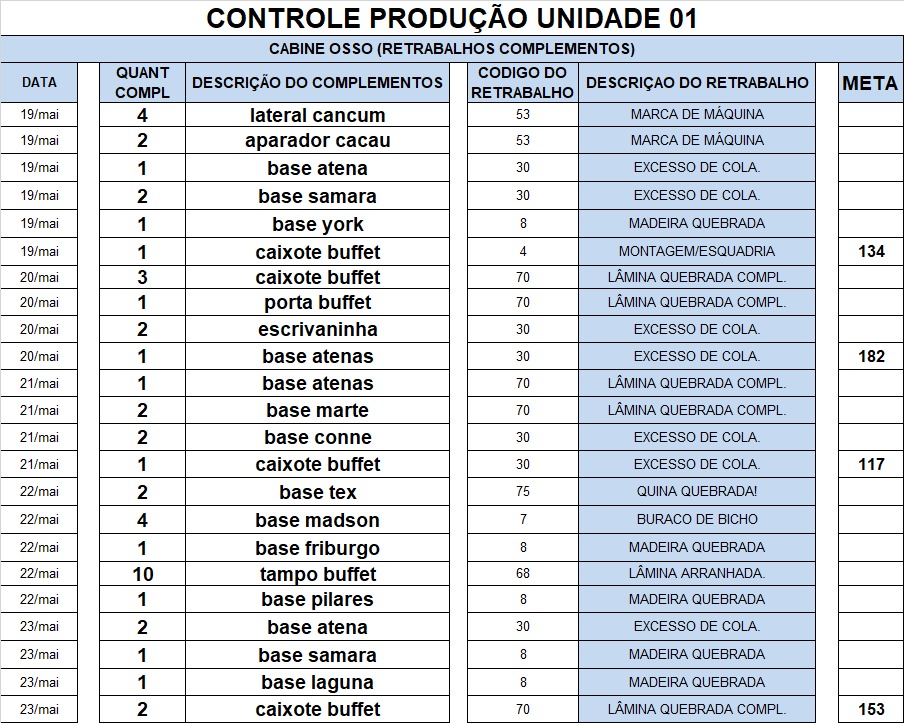 CONTROLE PRODUÇÃO UNIDADE 01
CABINE OSSO (RETRABALHOS COMPLEMENTOS)
DATA QUANT COMPL DESCRIÇÃO DO COMPLEMENTOS CODIGO DO RETRABALHO DESCRIÇAO DO RETRABALHO META
19/mai 4 lateral cancum 53 MARCA DE MÁQUINA
19/mai 2 aparador cacau 53 MARCA DE MÁQUINA
19/mai 1 base atena 30 EXCESSO DE COLA.
19/mai 2 base samara 30 EXCESSO DE COLA.
19/mai 1 base york 8 MADEIRA QUEBRADA
19/mai 1 caixote buffet 4 MONTAGEM/ESQUADRIA 134
20/mai 3 caixote buffet 70 LÂMINA QUEBRADA COMPL.
20/mai 1 porta buffet 70 LÂMINA QUEBRADA COMPL.
20/mai 2 escrivaninha 30 EXCESSO DE COLA.
20/mai 1 base atenas 30 EXCESSO DE COLA. 182
21/mai 1 base atenas 70 LÂMINA QUEBRADA COMPL.
21/mai 2 base marte 70 LÂMINA QUEBRADA COMPL.
21/mai 2 base conne 30 EXCESSO DE COLA.
21/mai 1 caixote buffet 30 EXCESSO DE COLA. 117
22/mai 2 base tex 75 QUINA QUEBRADA!
22/mai 4 base madson 7 BURACO DE BICHO
22/mai 1 base friburgo 8 MADEIRA QUEBRADA
22/mai 10 tampo buffet 68 LÂMINA ARRANHADA.
22/mai 1 base pilares 8 MADEIRA QUEBRADA
23/mai 2 base atena 30 EXCESSO DE COLA.
23/mai 1 base samara 8 MADEIRA QUEBRADA
23/mai 1 base laguna 8 MADEIRA QUEBRADA
23/mai 2 caixote buffet 70 LÂMINA QUEBRADA COMPL. 153